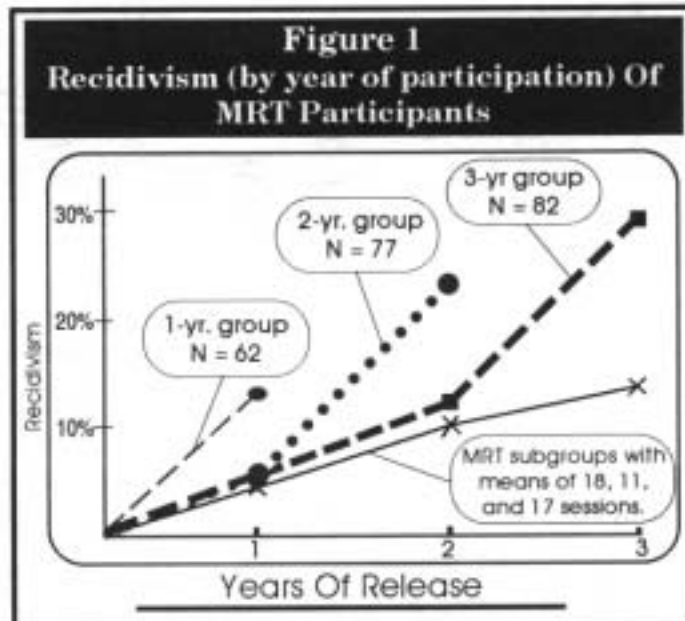 Figure 1
Recidivism (by year of participation) Of
MRT Participants
30%
20%
10%
Recidivism
1-yr. group
N = 62
2-yr. group
N = 77
3-yr group
N = 82
MRT subgroups with
means of 18, 11,
and 17 sessions.
1 2 3
Years Of Release